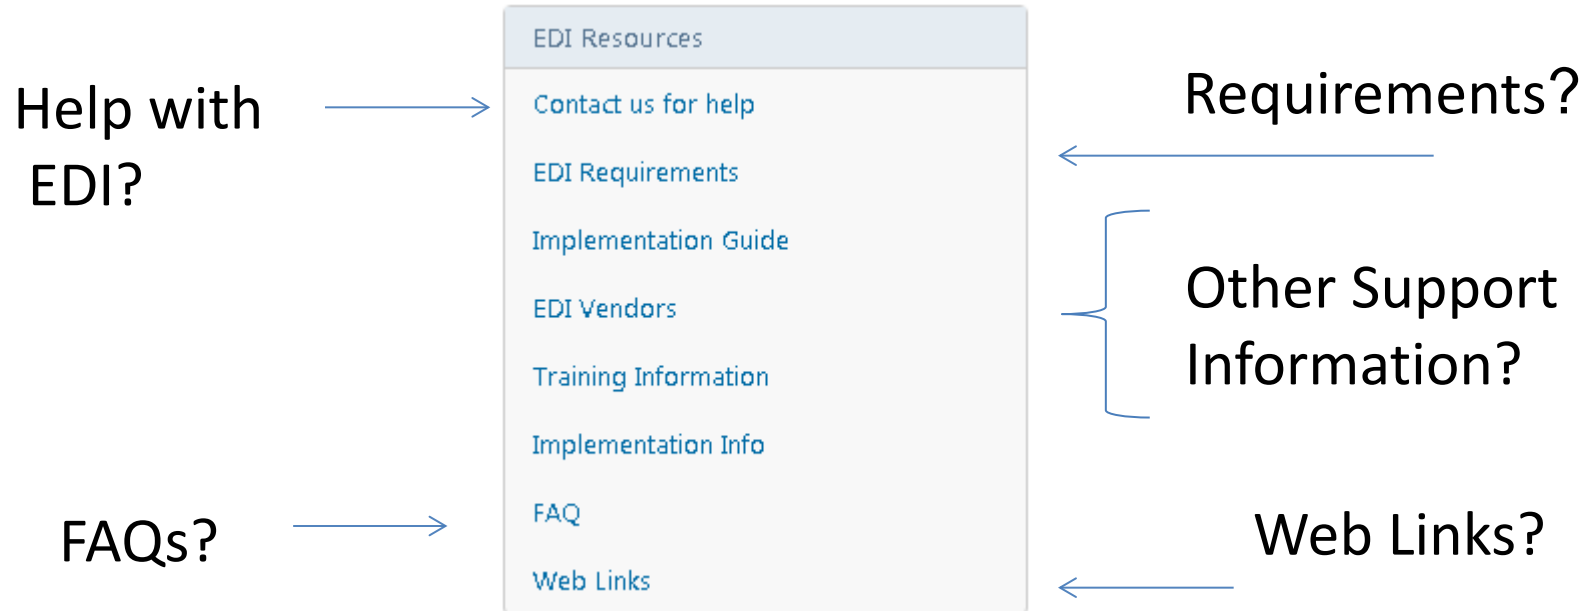 EDI Resources
Help with
EDI?
Contact us for help
EDI Requirements
Implementation Guide
EDI Vendors
Training Information
Implementation Info
FAQ
Web Links
FAQs?
Requirements?
Other Support
Information?
Web Links?